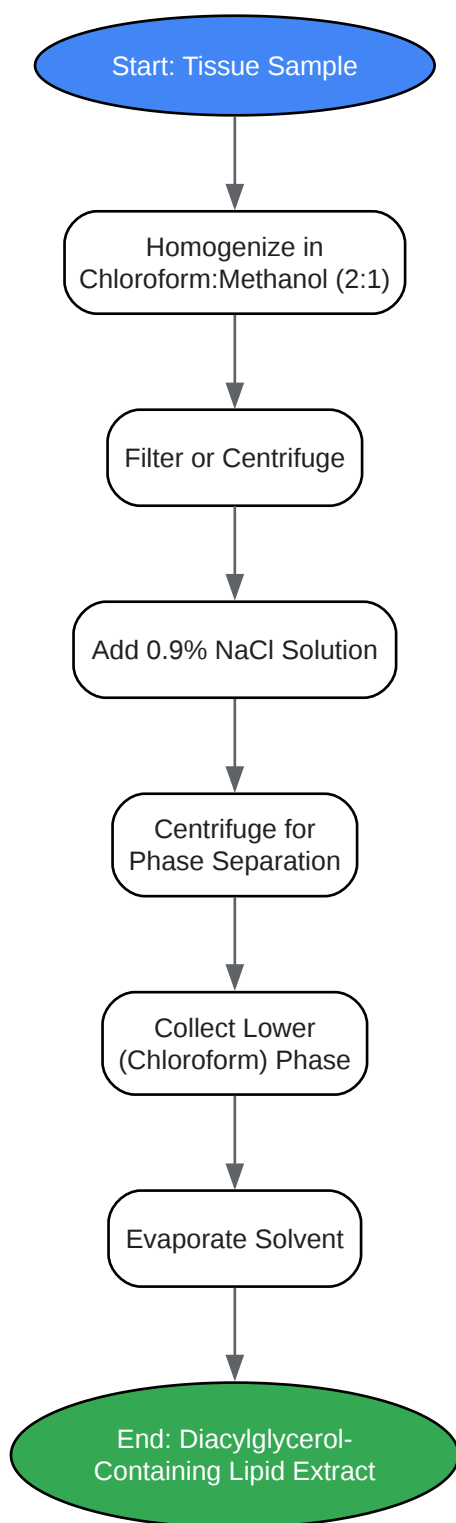 Start: Tissue Sample
Homogenize in
Chloroform:Methanol (2:1)
Filter or Centrifuge
Add 0.9% NaCl Solution
Centrifuge for
Phase Separation
Collect Lower
(Chloroform) Phase
Evaporate Solvent
End: Diacylglycerol-
Containing Lipid Extract